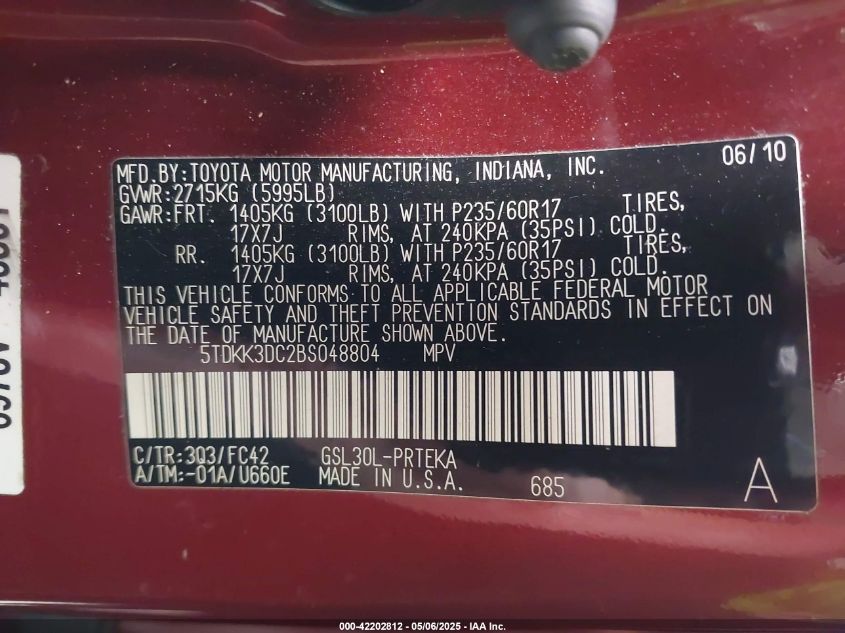 MFD.BY:TOYOTA MOTOR MANUFACTURING, INDIANA, INC. 06/10
GVWR:2715KG (5995LB)
GAWR:FRT. 1405KG (3100LB) WITH P235/60R17 TIRES,
17X7J RIMS, AT 240KPA (35PSI) COLD.
RR. 1405KG (3100LB) WITH P235/60R17 TIRES,
17X7J RIMS, AT 240KPA (35PSI) COLD.
THIS VEHICLE CONFORMS TO ALL APPLICABLE FEDERAL MOTOR
VEHICLE SAFETY AND THEFT PREVENTION STANDARDS IN EFFECT ON
THE DATE OF MANUFACTURE SHOWN ABOVE.
5TDKK3DC2BS048804 MPV
C/TR:3Q3/FC42 GSL30L-PRTEKA
A/TM:-01A/U660E MADE IN U.S.A. 685 A
000-42202812 - 05/06/2025 - IAA Inc.